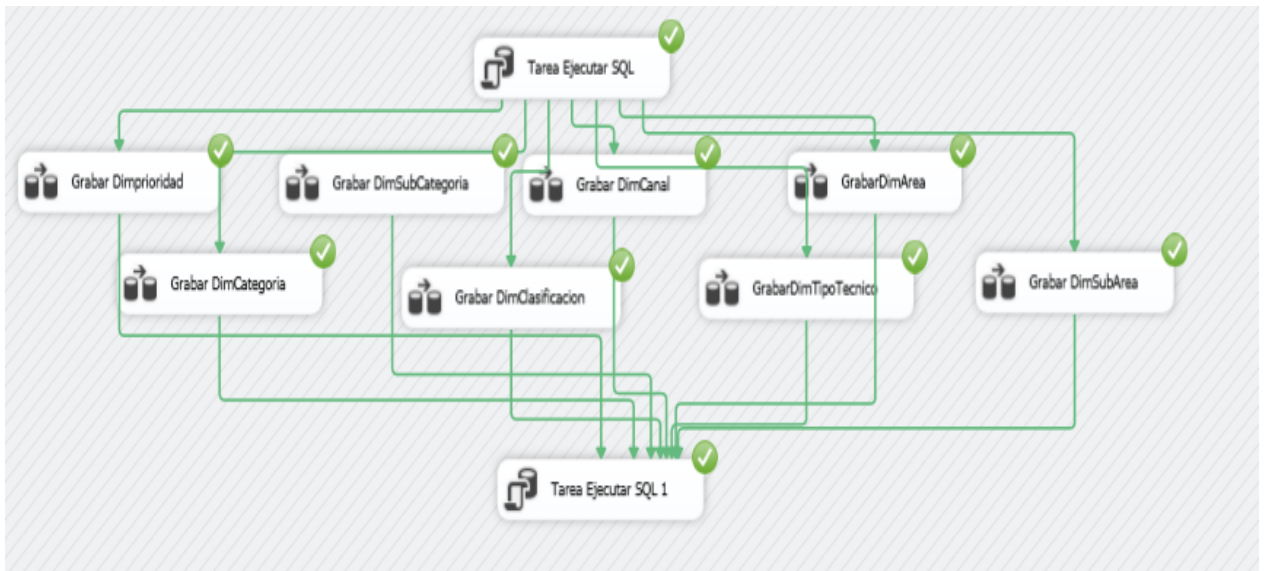 Tarea Ejecutar SQL
Grabar Dimprioridad
Grabar DimSubCategoria
Grabar DimCanal
GrabarDimArea
Grabar DimCategoria
Grabar DimClasificacion
GrabarDimTipoTecnico
Grabar DimSubArea
Tarea Ejecutar SQL 1